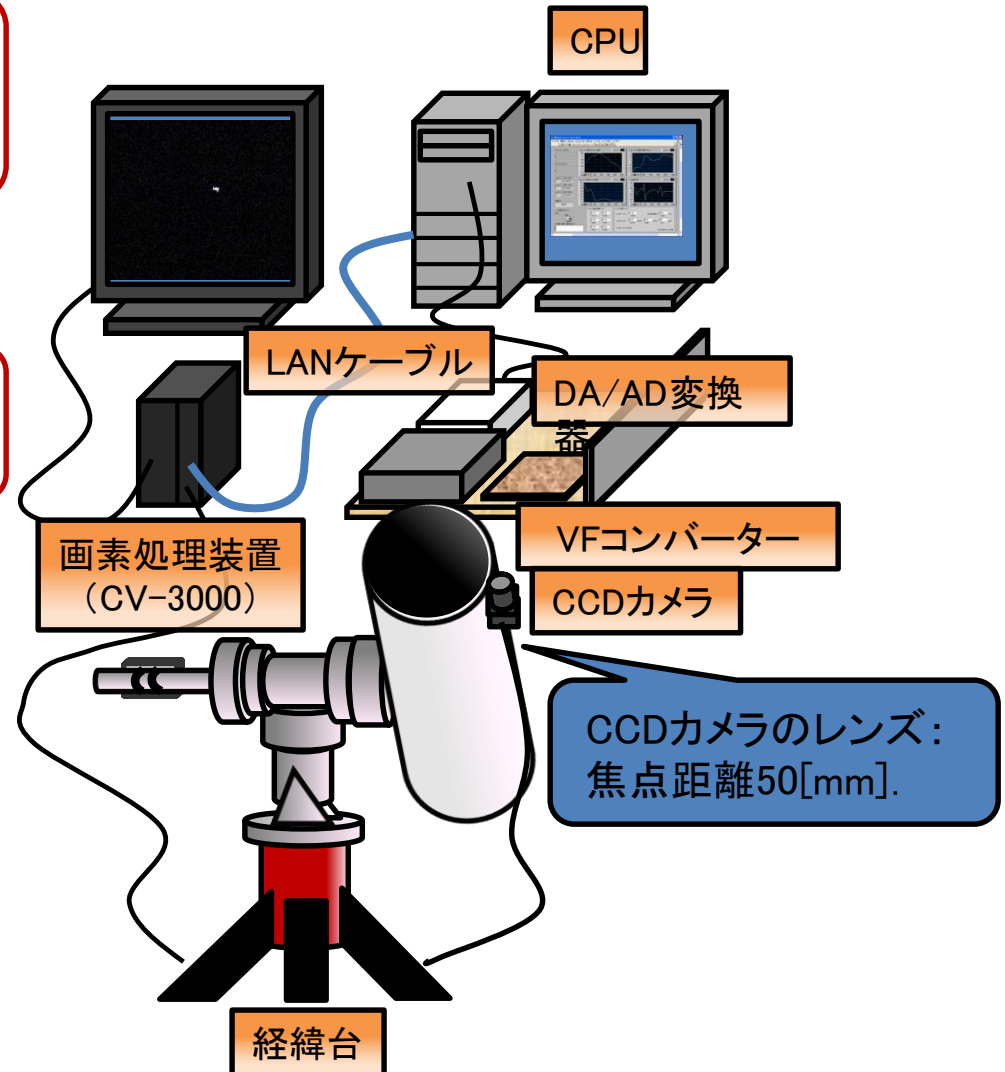 CPU
LANケーブル
DA/AD変換
器
画素処理装置
(CV-3000)
VFコンバーター
CCDカメラ
CCDカメラのレンズ:
焦点距離50[mm].
経緯台